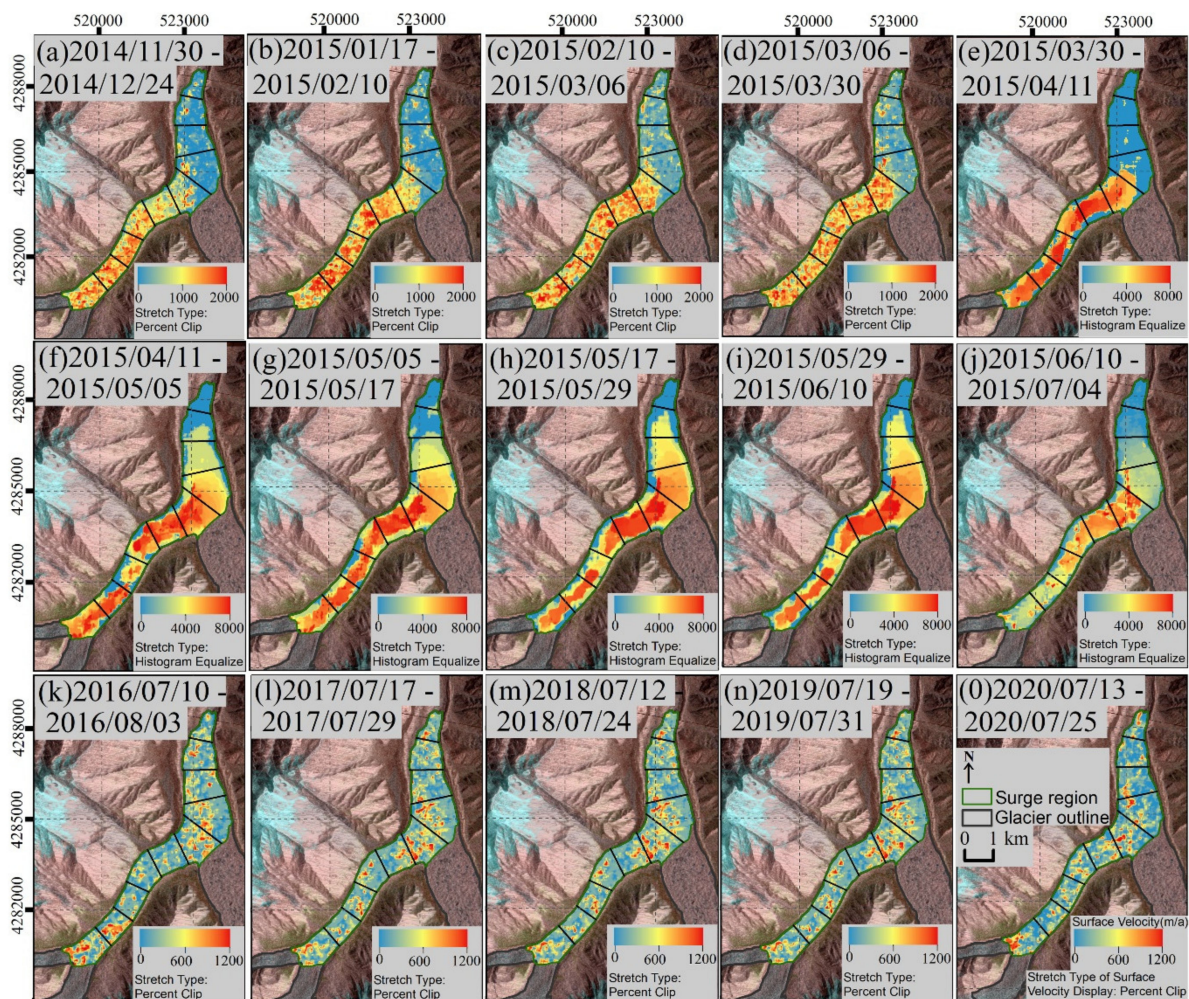 520000 523000 520000 523000 520000 523000
(a)2014/11/30 -
2014/12/24
(b)2015/01/17 -
2015/02/10
(c)2015/02/10 -
2015/03/06
(d)2015/03/06 -
2015/03/30
(e)2015/03/30 -
2015/04/11
4288000
4285000
4282000
0 1000 2000
Stretch Type:
Percent Clip
0 1000 2000
Stretch Type:
Percent Clip
0 1000 2000
Stretch Type:
Percent Clip
0 1000 2000
Stretch Type:
Percent Clip
0 4000 8000
Stretch Type:
Histogram Equalize
(f)2015/04/11 -
2015/05/05
(g)2015/05/05 -
2015/05/17
(h)2015/05/17 -
2015/05/29
(i)2015/05/29 -
2015/06/10
(j)2015/06/10 -
2015/07/04
4288000
4285000
4282000
0 4000 8000
Stretch Type:
Histogram Equalize
0 4000 8000
Stretch Type:
Histogram Equalize
0 4000 8000
Stretch Type:
Histogram Equalize
0 4000 8000
Stretch Type:
Histogram Equalize
0 4000 8000
Stretch Type:
Histogram Equalize
(k)2016/07/10 -
2016/08/03
(l)2017/07/17 -
2017/07/29
(m)2018/07/12 -
2018/07/24
(n)2019/07/19 -
2019/07/31
(o)2020/07/13 -
2020/07/25
4288000
4285000
4282000
0 600 1200
Stretch Type:
Percent Clip
0 600 1200
Stretch Type:
Percent Clip
0 600 1200
Stretch Type:
Percent Clip
0 600 1200
Stretch Type:
Percent Clip
N
Surge region
Glacier outline
0 1 km
Surface Velocity(m/a)
0 600 1200
Stretch Type of Surface
Velocity Display: Percent Clip